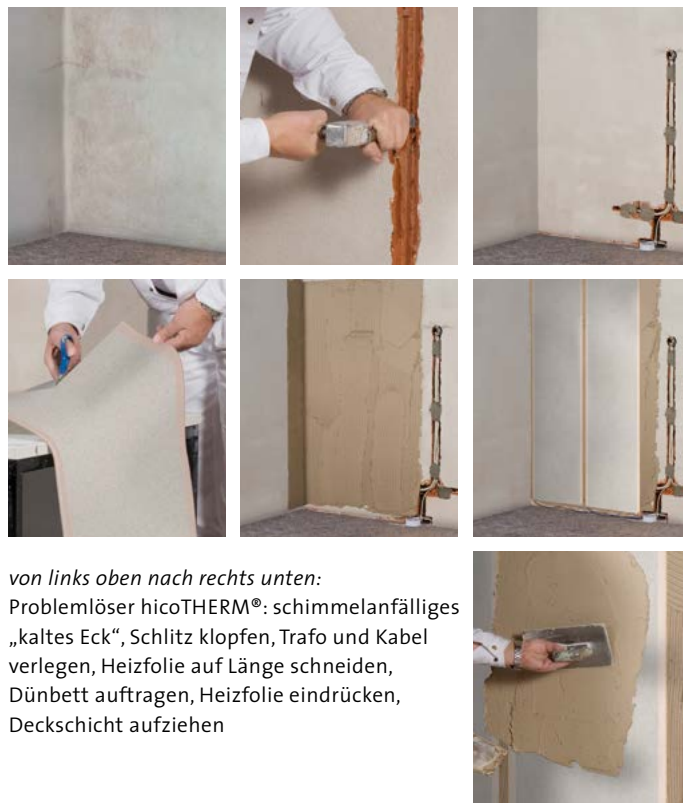 von links oben nach rechts unten:
Problemlöser hicoTHERM®: schimmelanfälliges
„kaltes Eck“, Schlitz klopfen, Trafo und Kabel
verlegen, Heizfolie auf Länge schneiden,
Dünbett auftragen, Heizfolie eindrücken,
Deckschicht aufziehen